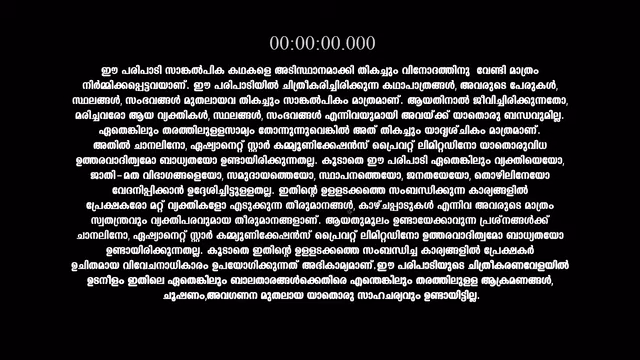 00:00:00.000
ഈ പരിപാടി സാങ്കൽപിക കഥകളെ അടിസ്ഥാനമാക്കി തികച്ചും വിനോദത്തിനു വേണ്ടി മാത്രം
നിർമ്മിക്കപ്പെട്ടവയാണ്. ഈ പരിപാടിയിൽ ചിത്രീകരിച്ചിരിക്കുന്ന കഥാപാത്രങ്ങൾ, അവരുടെ പേരുകൾ,
സ്ഥലങ്ങൾ, സംഭവങ്ങൾ മുതലായവ തികച്ചും സാങ്കൽപികം മാത്രമാണ്. ആയതിനാൽ ജീവിച്ചിരിക്കുന്നതോ,
മരിച്ചവരോ ആയ വ്യക്തികൾ, സ്ഥലങ്ങൾ, സംഭവങ്ങൾ എന്നിവയുമായി അവയ്ക്ക് യാതൊരു ബന്ധവുമില്ല.
ഏതെങ്കിലും തരത്തിലുളളസാമ്യം തോന്നുന്നുവെങ്കിൽ അത് തികച്ചും യാദൃശ്ചികം മാത്രമാണ്.
അതിൽ ചാനലിനോ, ഏഷ്യാനെറ്റ് സ്റ്റാർ കമ്മ്യൂണിക്കേഷൻസ് പ്രൈവറ്റ് ലിമിറ്റഡിനോ യാതൊരുവിധ
ഉത്തരവാദിത്വമോ ബാധ്യതയോ ഉണ്ടായിരിക്കുന്നതല്ല. കൂടാതെ ഈ പരിപാടി ഏതെങ്കിലും വ്യക്തിയെയോ,
ജാതി-മത വിഭാഗങ്ങളെയോ, സമുദായത്തെയോ, സ്ഥാപനത്തെയോ, ജനതയേയോ, തൊഴിലിനേയോ
വേദനിപ്പിക്കാൻ ഉദ്ദേശിച്ചിട്ടുളളതല്ല. ഇതിന്റെ ഉളളടക്കത്തെ സംബന്ധിക്കുന്ന കാര്യങ്ങളിൽ
പ്രേക്ഷകരോ മറ്റ് വ്യക്തികളോ എടുക്കുന്ന തീരുമാനങ്ങൾ, കാഴ്ചപ്പാടുകൾ എന്നിവ അവരുടെ മാത്രം
സ്വതന്ത്രവും വ്യക്തിപരവുമായ തീരുമാനങ്ങളാണ്. ആയതുമൂലം ഉണ്ടായേക്കാവുന്ന പ്രശ്നങ്ങൾക്ക്
ചാനലിനോ, ഏഷ്യാനെറ്റ് സ്റ്റാർ കമ്മ്യൂണിക്കേഷൻസ് പ്രൈവറ്റ് ലിമിറ്റഡിനോ ഉത്തരവാദിത്വമോ ബാധ്യതയോ
ഉണ്ടായിരിക്കുന്നതല്ല. കൂടാതെ ഇതിന്റെ ഉളളടക്കത്തെ സംബന്ധിച്ച കാര്യങ്ങളിൽ പ്രേക്ഷകർ
ഉചിതമായ വിവേചനാധികാരം ഉപയോഗിക്കുന്നത് അഭികാമ്യമാണ്.ഈ പരിപാടിയുടെ ചിത്രീകരണവേളയിൽ
ഉടനീളം ഇതിലെ ഏതെങ്കിലും ബാലതാരങ്ങൾക്കെതിരെ എന്തെങ്കിലും തരത്തിലുളള ആക്രമണങ്ങൾ,
ചൂഷണം,അവഗണന മുതലായ യാതൊരു സാഹചര്യവും ഉണ്ടായിട്ടില്ല.